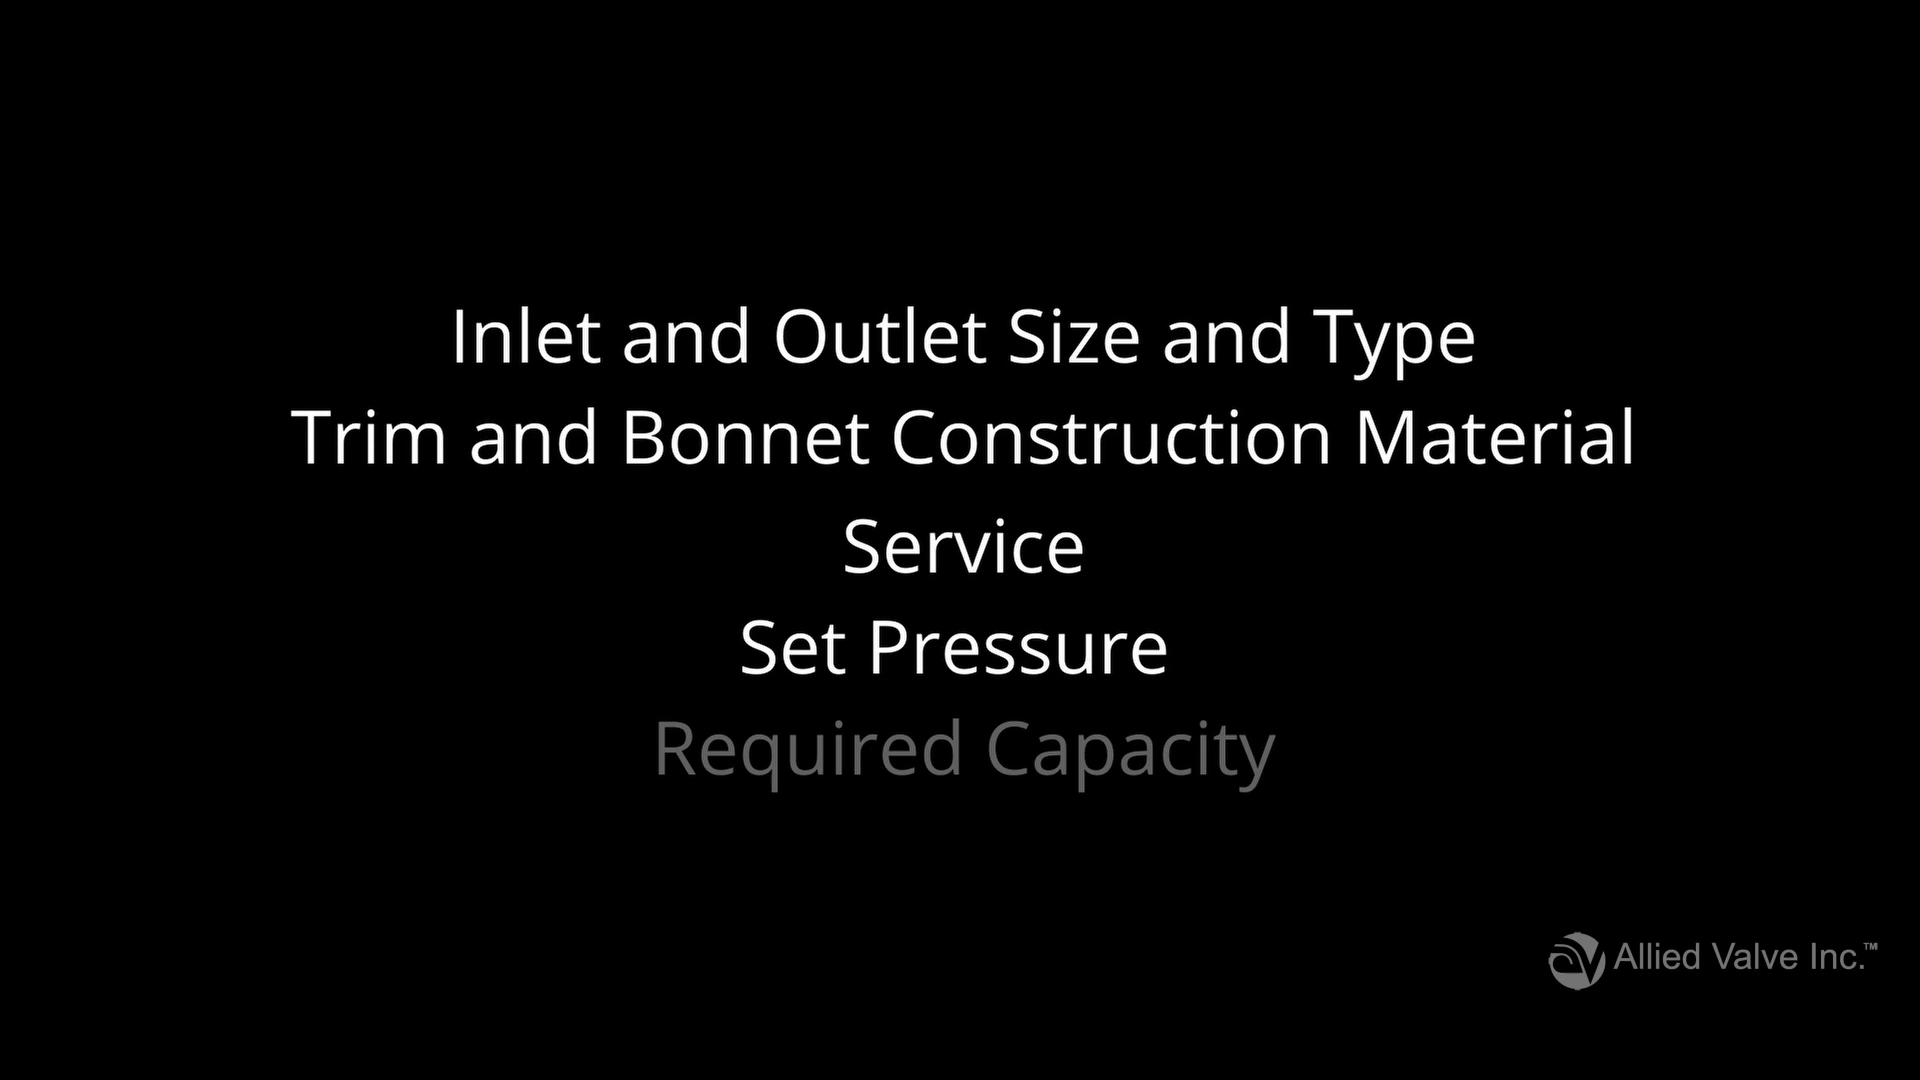 Inlet and Outlet Size and Type
Trim and Bonnet Construction Material
Service
Set Pressure
Required Capacity
Allied Valve Inc.™